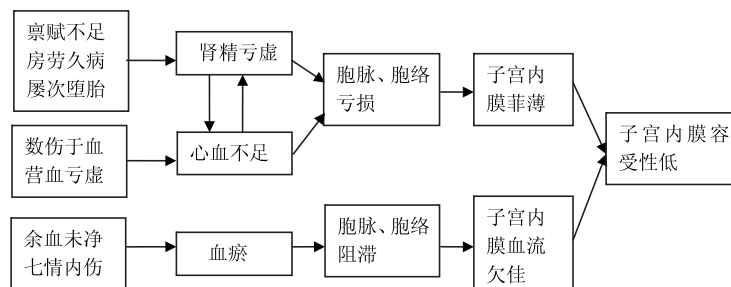 禀赋不足
房劳久病
屡次堕胎
肾精亏虚
胞脉、胞络
亏损
子宫内
膜菲薄
子宫内膜容
受性低
数伤于血
营血亏虚
心血不足
余血未净
七情内伤
血瘀
胞脉、胞络
阻滞
子宫内
膜血流
欠佳